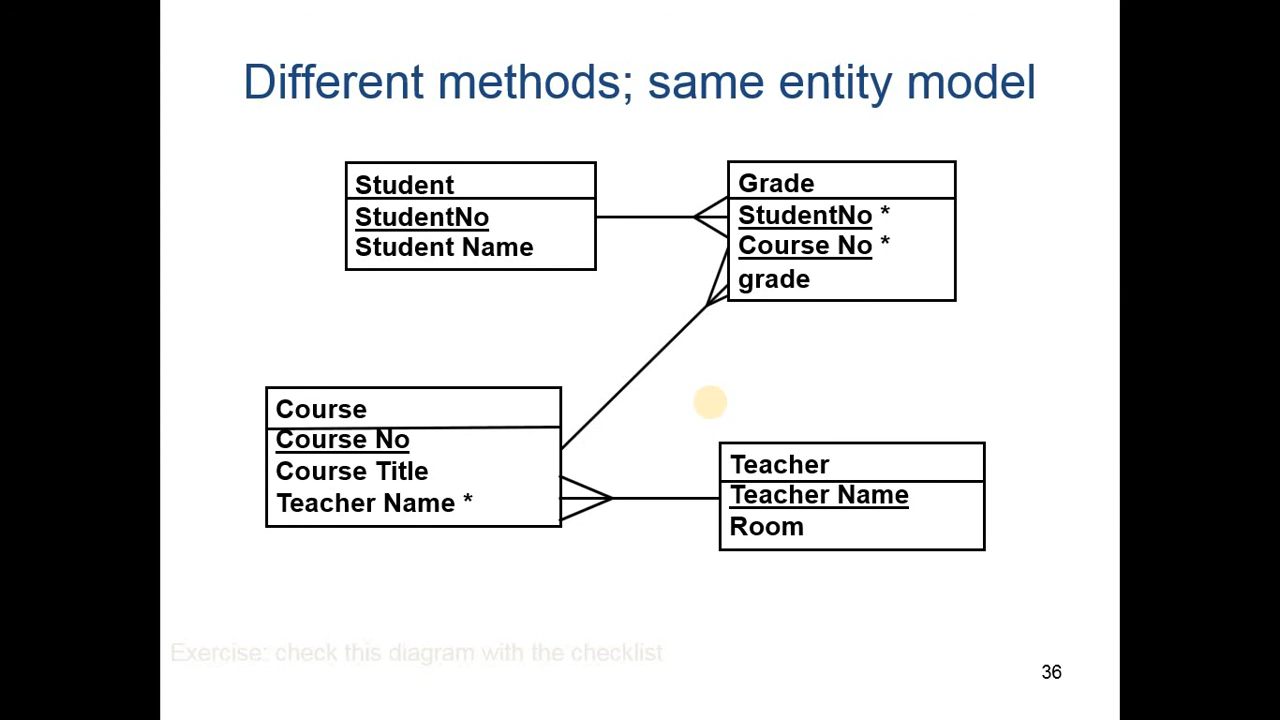 Different methods; same entity model
Student
StudentNo
Student Name
Grade
StudentNo *
Course No *
grade
Course
Course No
Course Title
Teacher Name *
Teacher
Teacher Name
Room
Exercise: check this diagram with the checklist
36